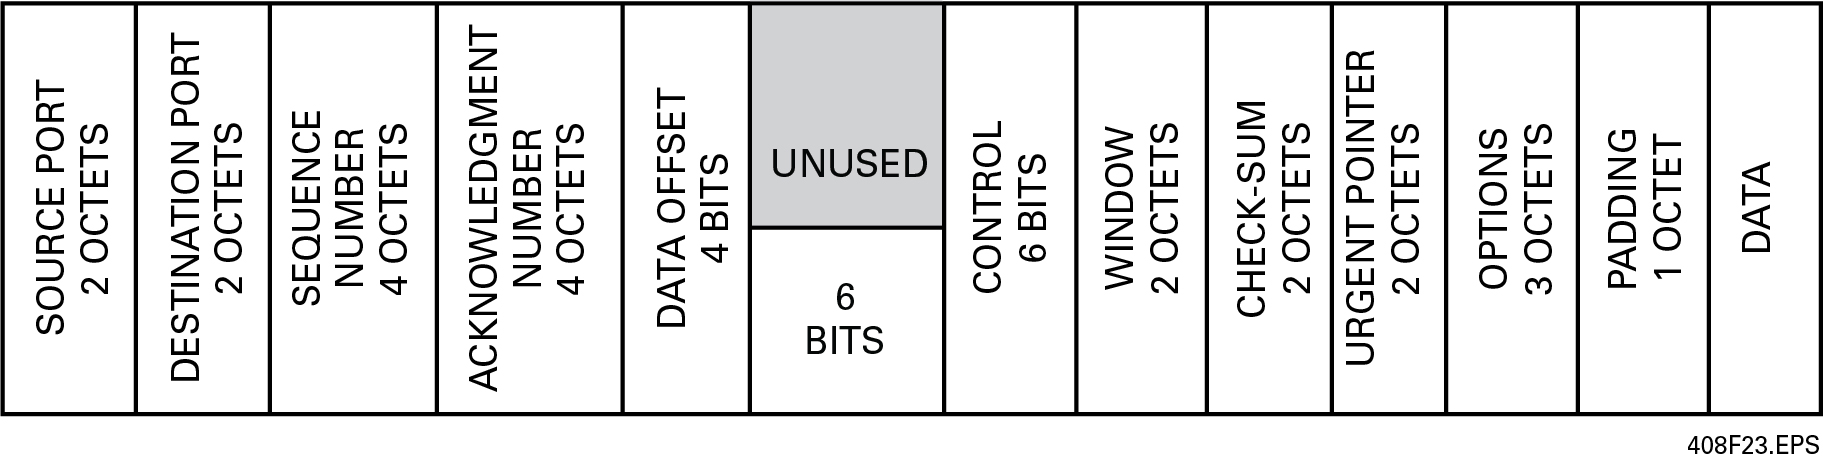 SOURCE PORT
2 OCTETS
DESTINATION PORT
2 OCTETS
SEQUENCE
NUMBER
4 OCTETS
ACKNOWLEDGMENT
NUMBER
4 OCTETS
DATA OFFSET
4 BITS
UNUSED
6
BITS
CONTROL
6 BITS
WINDOW
2 OCTETS
CHECK-SUM
2 OCTETS
URGENT POINTER
2 OCTETS
OPTIONS
3 OCTETS
PADDING
1 OCTET
DATA
408F23.EPS